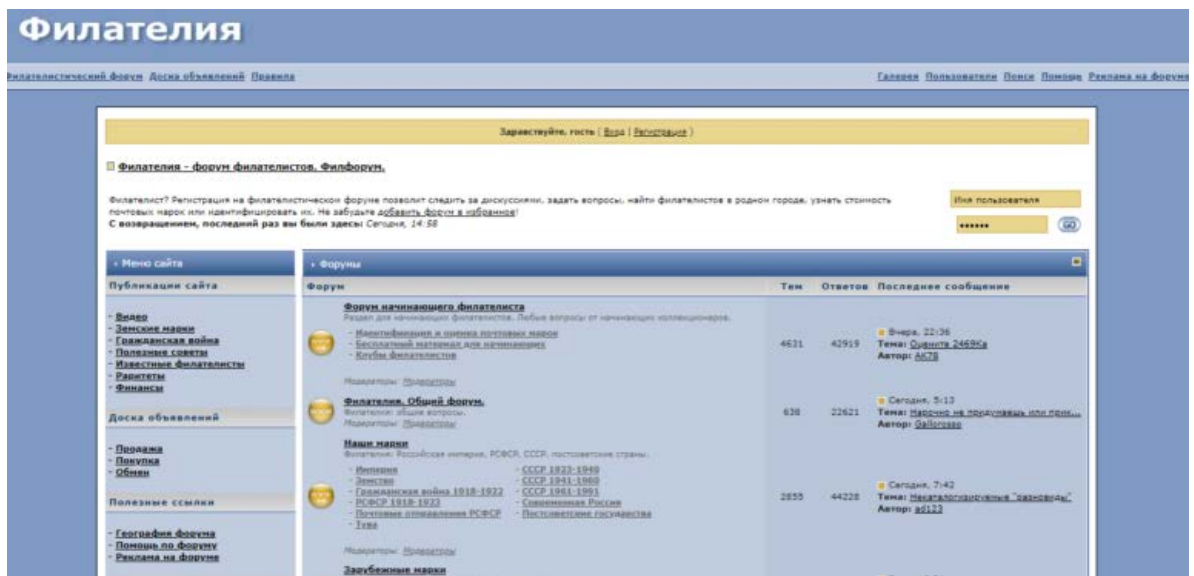 Филателия
Филателистический форум Доска объявлений Правила
Галерея Пользователи Поиск Помощь Реклама на форуме
Здравствуйте, гость ( Вход | Регистрация )
Филателия - форум филателистов. Филфорум.
Филателист? Регистрация на филателистическом форуме позволит следить за дискуссиями, задать вопросы, найти филателистов в родном городе, узнать стоимость
почтовых марок или идентифицировать их. Не забудьте добавить форум в избранное!
С возвращением, последний раз вы были здесь: Сегодня, 14:58
Имя пользователя
GO
Меню сайта
Публикации сайта
- Видео
- Земские марки
- Гражданская война
- Полезные советы
- Известные филателисты
- Раритеты
- Финансы
Доска объявлений
- Продажа
- Покупка
- Обмен
Полезные ссылки
- География форума
- Помощь по форуму
- Реклама на форуме
Форумы
Форум Тем Ответов Последнее сообщение
Форум начинающего филателиста
Раздел для начинающих филателистов. Любые вопросы от начинающих коллекционеров.
- Идентификация и оценка почтовых марок
- Бесплатный материал для начинающих
- Клубы филателистов
Модераторы: Модераторы
4631 42919
Вчера, 22:36
Тема: Оцените 2469Ка
Автор: AK78
Филателия. Общий форум.
Филателия: общие вопросы.
Модераторы: Модераторы
638 22621
Сегодня, 5:13
Тема: Нарочно не придумаешь или прик...
Автор: Gallorosso
Наши марки
Филателия: Российская империя, РСФСР, СССР, постсоветские страны.
- Империя
- Земство
- Гражданская война 1918-1922
- РСФСР 1918-1923
- Почтовые отправления РСФСР
- Тува
- СССР 1923-1940
- СССР 1941-1960
- СССР 1961-1991
- Современная Россия
- Постсоветские государства
Модераторы: Модераторы
2855 44228
Сегодня, 7:42
Тема: Некаталогизируемые "разновиды"
Автор: ad123
Зарубежные марки